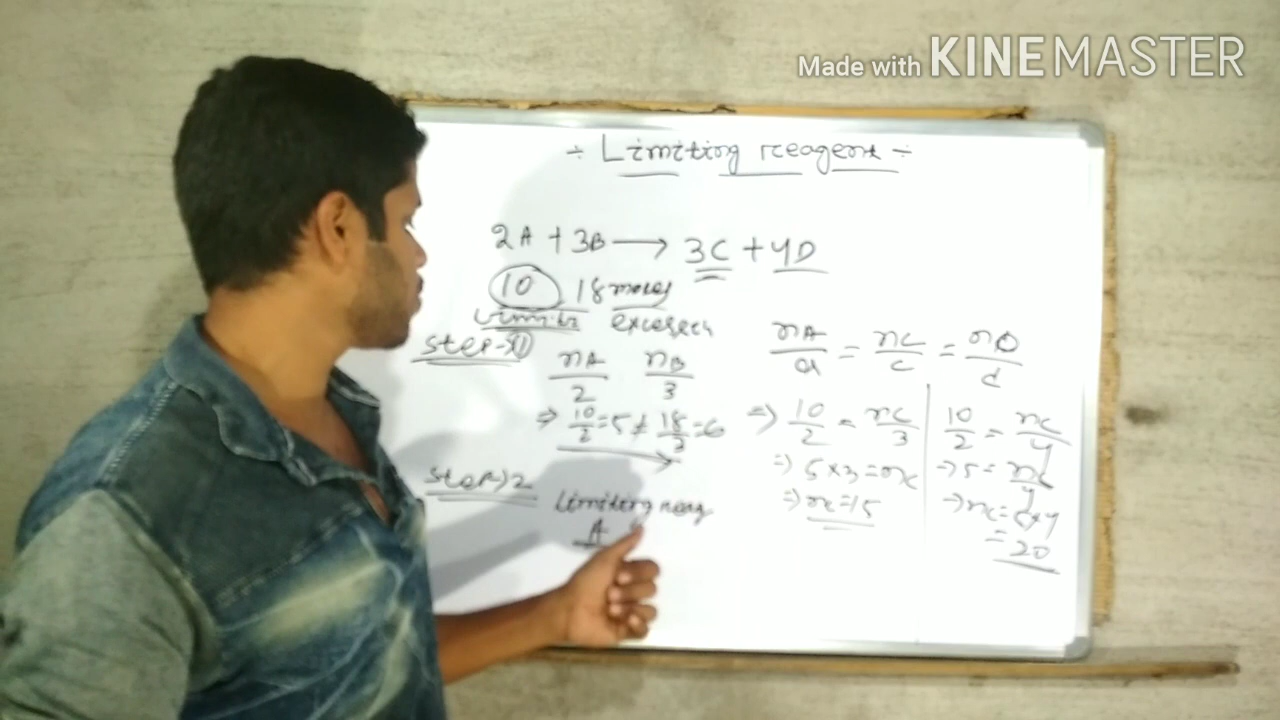 Made with KINEMASTER
÷ Limiting reagent ÷
2A + 3B → 3C + 4D
10 18 moles
Limit
Step-1
nA/2 nB/3
⇒ 10/2 = 5 ≠ 18/3 = 6
Step-2
Limiting reag
A
nA/a = nC/c = nD/d
⇒ 10/2 = nC/3
⇒ 5×3 = nc
⇒ nc = 15
10/2 = nc/4
⇒ 5 = nc/4
⇒ nc = 5×4
= 20